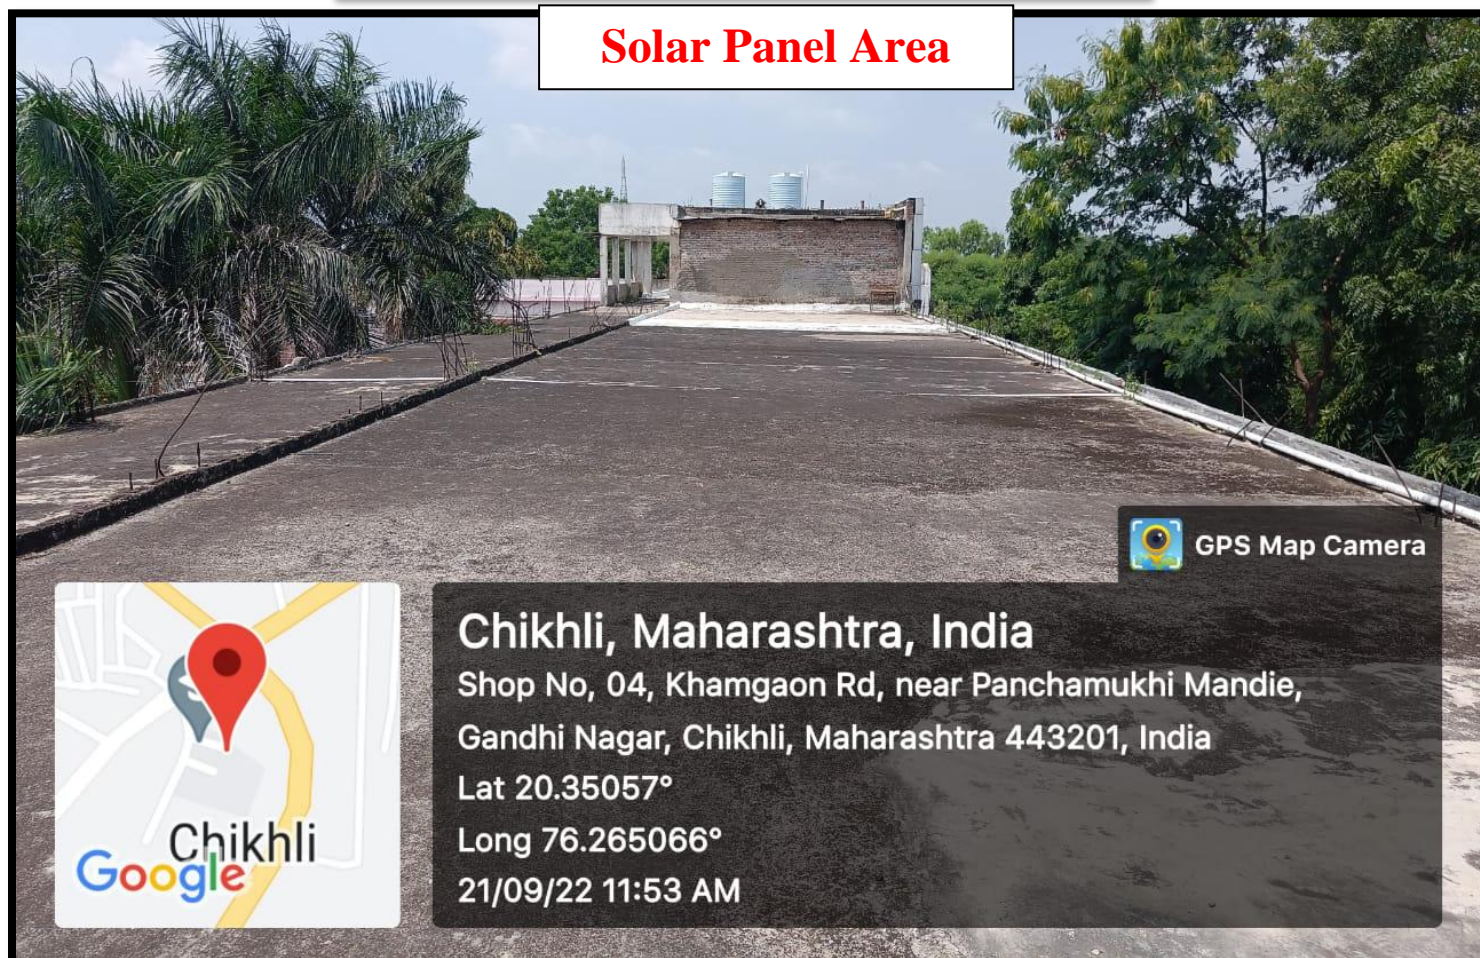 Solar Panel Area
GPS Map Camera
Chikhli, Maharashtra, India
Shop No, 04, Khamgaon Rd, near Panchamukhi Mandie,
Gandhi Nagar, Chikhli, Maharashtra 443201, India
Lat 20.35057°
Long 76.265066°
21/09/22 11:53 AM
Chikhli
Google